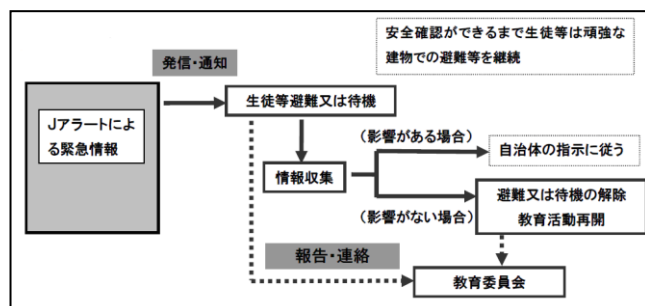 安全確認ができるまで生徒等は頑強な
建物での避難等を継続
発信・通知
Jアラートによ
る緊急情報
生徒等避難又は待機
(影響がある場合)
自治体の指示に従う
情報収集
避難又は待機の解除
教育活動再開
(影響がない場合)
報告・連絡
教育委員会